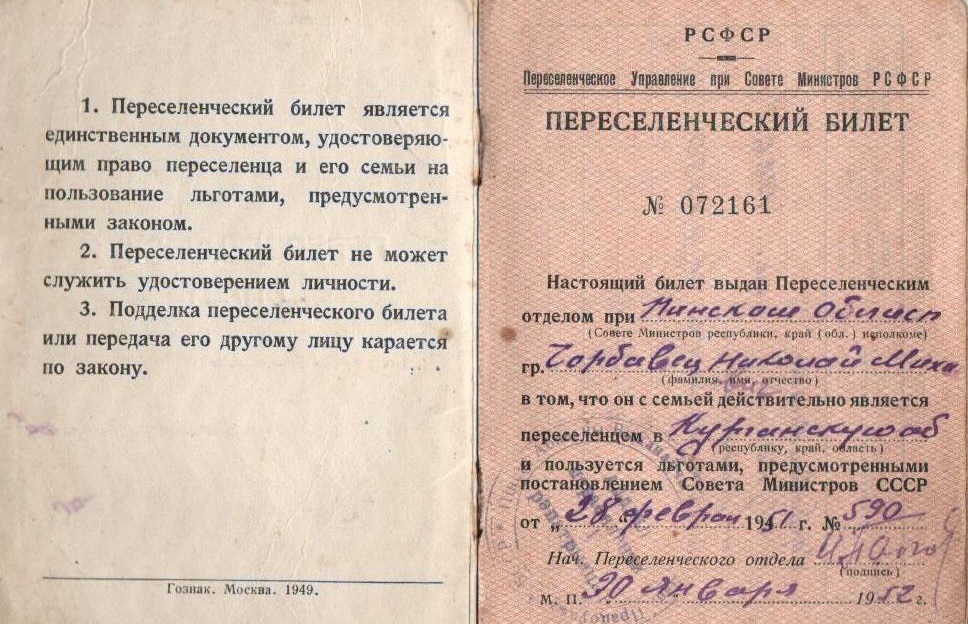 1. Переселенческий билет является
единственным документом, удостоверяю-
щим право переселенца и его семьи на
пользование льготами, предусмотрен-
ными законом.
2. Переселенческий билет не может
служить удостоверением личности.
3. Подделка переселенческого билета
или передача его другому лицу карается
по закону.
Гознак. Москва. 1949.
РСФСР
Переселенческое Управление при Совете Министров РСФСР
ПЕРЕСЕЛЕНЧЕСКИЙ БИЛЕТ
№ 072161
Настоящий билет выдан Переселенческим
отделом при Пинском
(Совете Министров республики, край (обл.) исполкоме)
гр. Николай Миха
(фамилия, имя, отчество)
в том, что он с семьей действительно является
переселенцем в Курганскую об
(республику, край, область)
и пользуется льготами, предусмотренными
постановлением Совета Министров СССР
от „28“ феврал 1951 г. № 590
Нач. Переселенческого отдела
(подпись)
М. П. 30 января 1952 г.